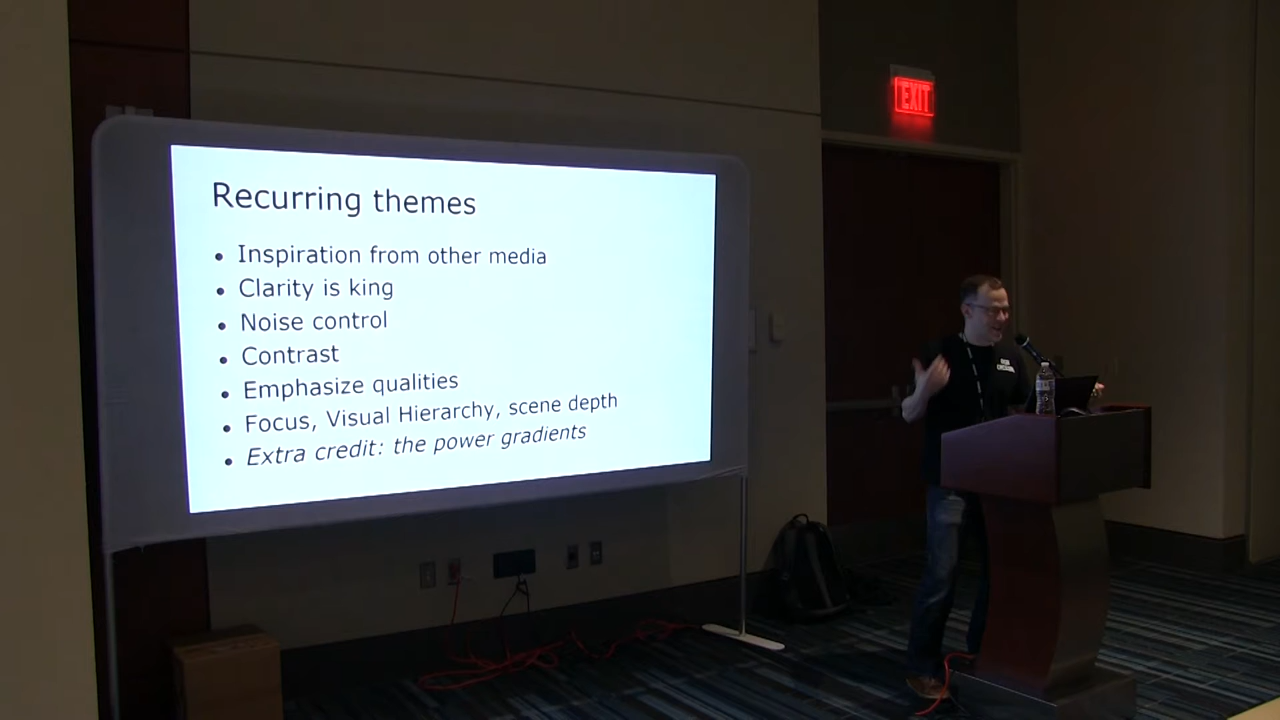 Recurring themes
• Inspiration from other media
• Clarity is king
• Noise control
• Contrast
• Emphasize qualities
• Focus, Visual Hierarchy, scene depth
• Extra credit: the power gradients
EXIT